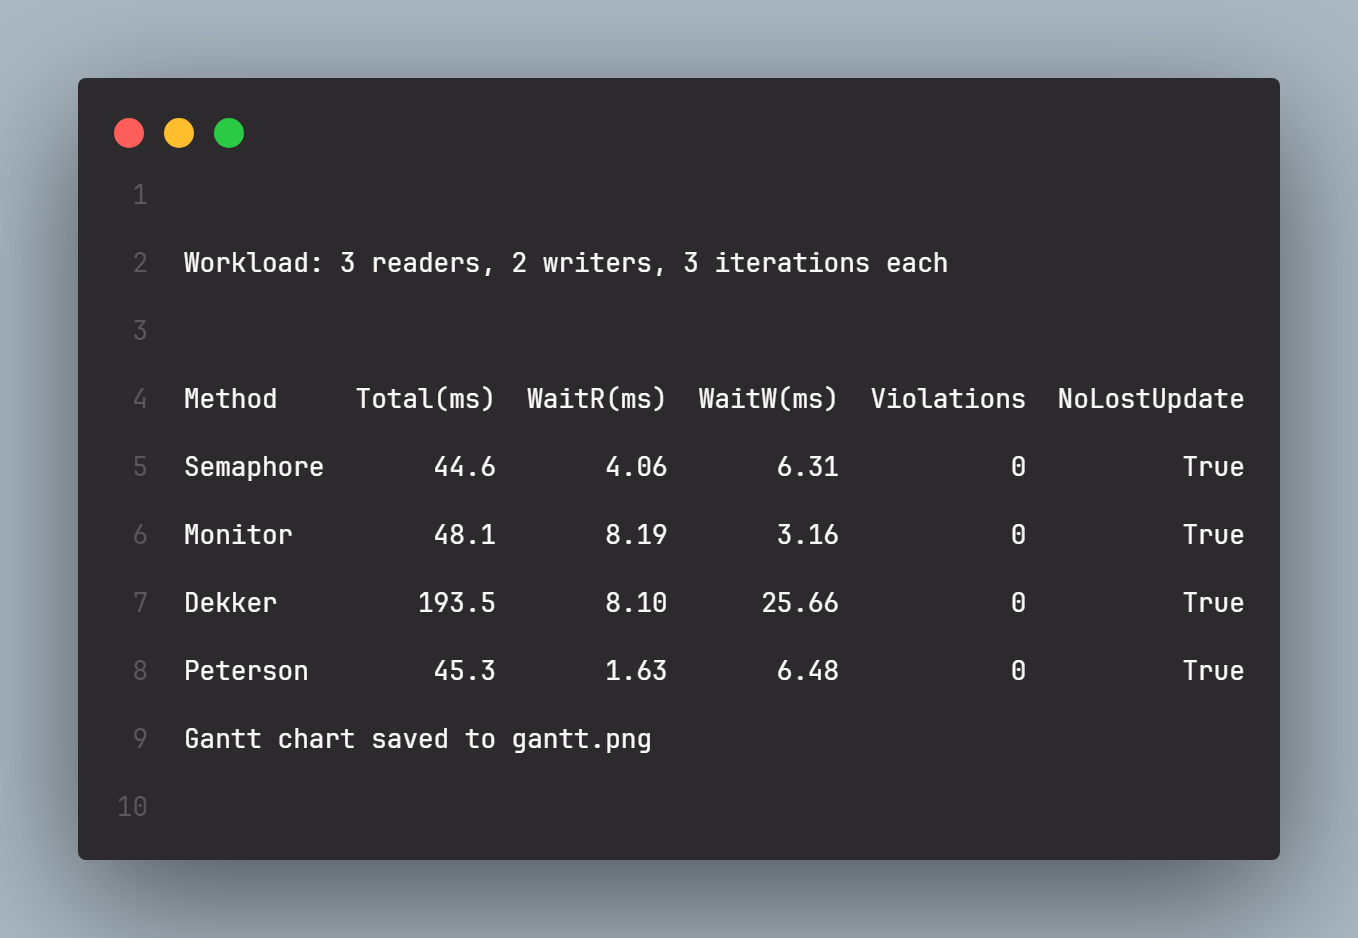 1
2 Workload: 3 readers, 2 writers, 3 iterations each
3
4 Method     Total(ms)  WaitR(ms)  WaitW(ms)  Violations  NoLostUpdate
5 Semaphore       44.6       4.06       6.31           0          True
6 Monitor         48.1       8.19       3.16           0          True
7 Dekker         193.5       8.10      25.66           0          True
8 Peterson        45.3       1.63       6.48           0          True
9 Gantt chart saved to gantt.png
10